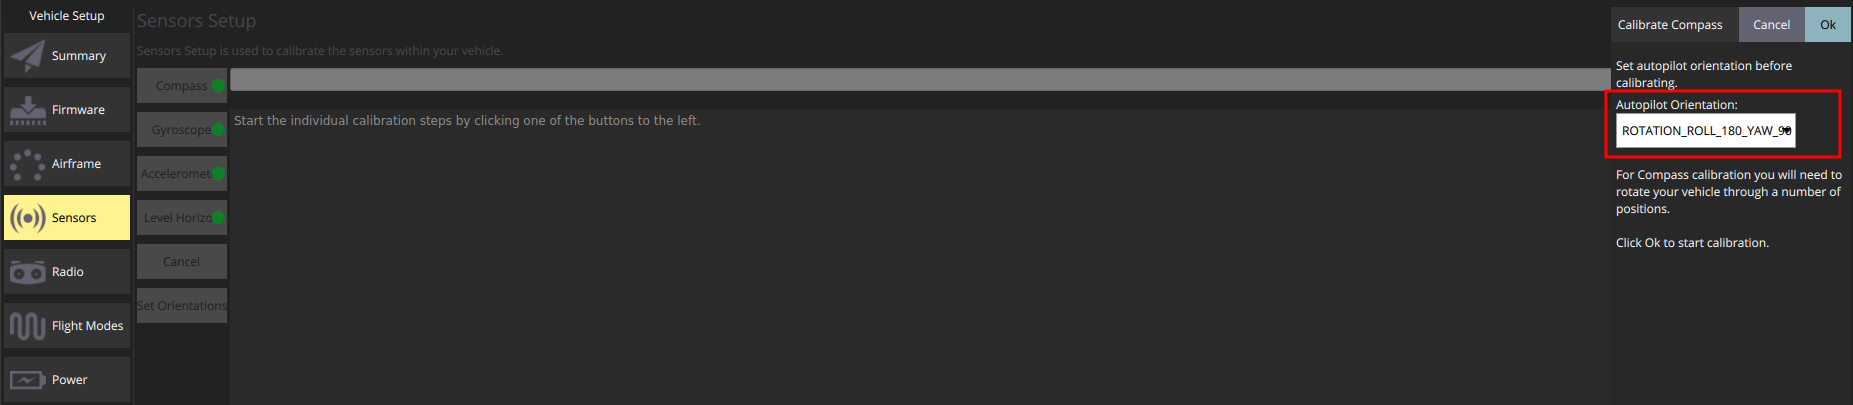 Vehicle Setup
Summary
Firmware
Airframe
Sensors
Radio
Flight Modes
Power
Sensors Setup
Sensors Setup is used to calibrate the sensors within your vehicle.
Compass
Gyroscope
Acceleromet
Level Horizo
Cancel
Set Orientations
Start the individual calibration steps by clicking one of the buttons to the left.
Calibrate Compass
Cancel
Ok
Set autopilot orientation before
calibrating.
Autopilot Orientation:
ROTATION_ROLL_180_YAW_90
For Compass calibration you will need to
rotate your vehicle through a number of
positions.
Click Ok to start calibration.